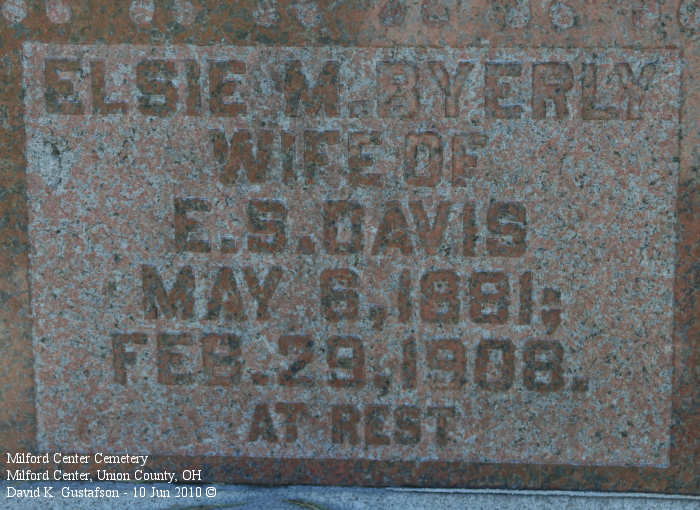 ELSIE M. BYERLY
WIFE OF
E.S. DAVIS
MAY 6, 1881;
FEB. 29, 1908.
AT REST
Milford Center Cemetery
Milford Center, Union County, OH
David K. Gustafson - 10 Jun 2010 ©